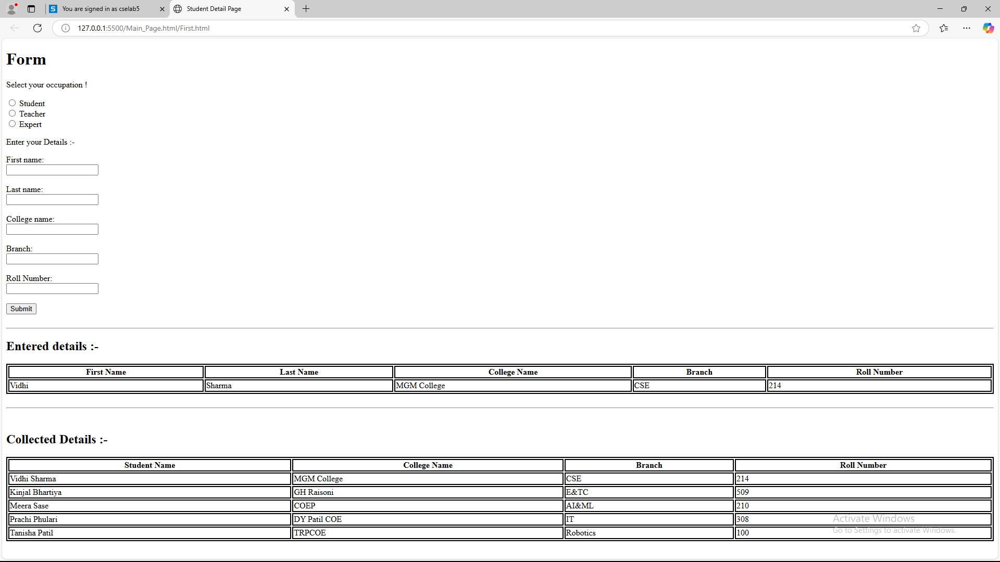 You are signed in as cselab5
Student Detail Page
127.0.0.1:5500/Main_Page.html/First.html
Form
Select your occupation !
Student
Teacher
Expert
Enter your Details :-
First name:
Last name:
College name:
Branch:
Roll Number:
Submit
Entered details :-
First Name Last Name College Name Branch Roll Number
Vidhi Sharma MGM College CSE 214
Collected Details :-
Student Name College Name Branch Roll Number
Vidhi Sharma MGM College CSE 214
Kinjal Bhartiya GH Raisoni E&TC 509
Meera Sase COEP AI&ML 210
Prachi Phulari DY Patil COE IT 308
Tanisha Patil TRPCOE Robotics 100
Activate Windows
Go to Settings to activate Windows.